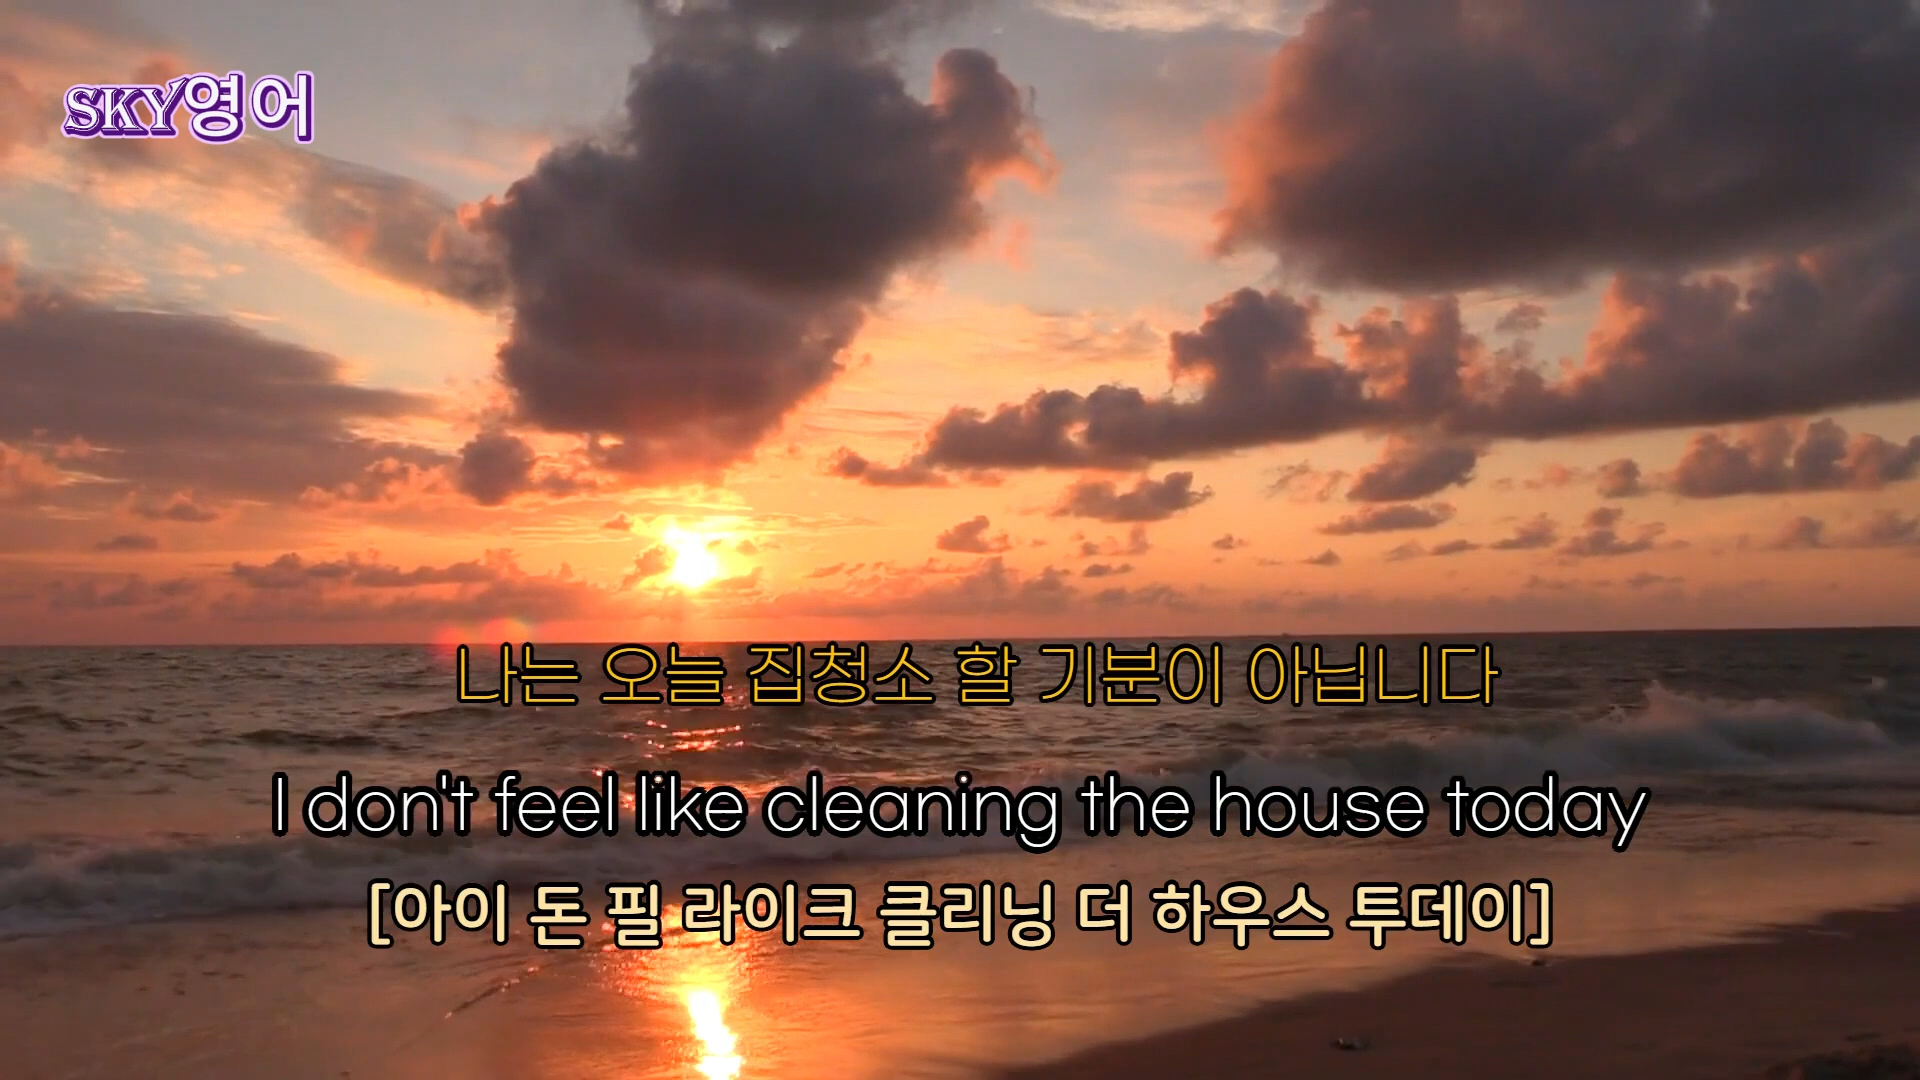 SKY영어
나는 오늘 집청소 할 기분이 아닙니다
I don't feel like cleaning the house today
[아이 돈 필 라이크 클리닝 더 하우스 투데이]